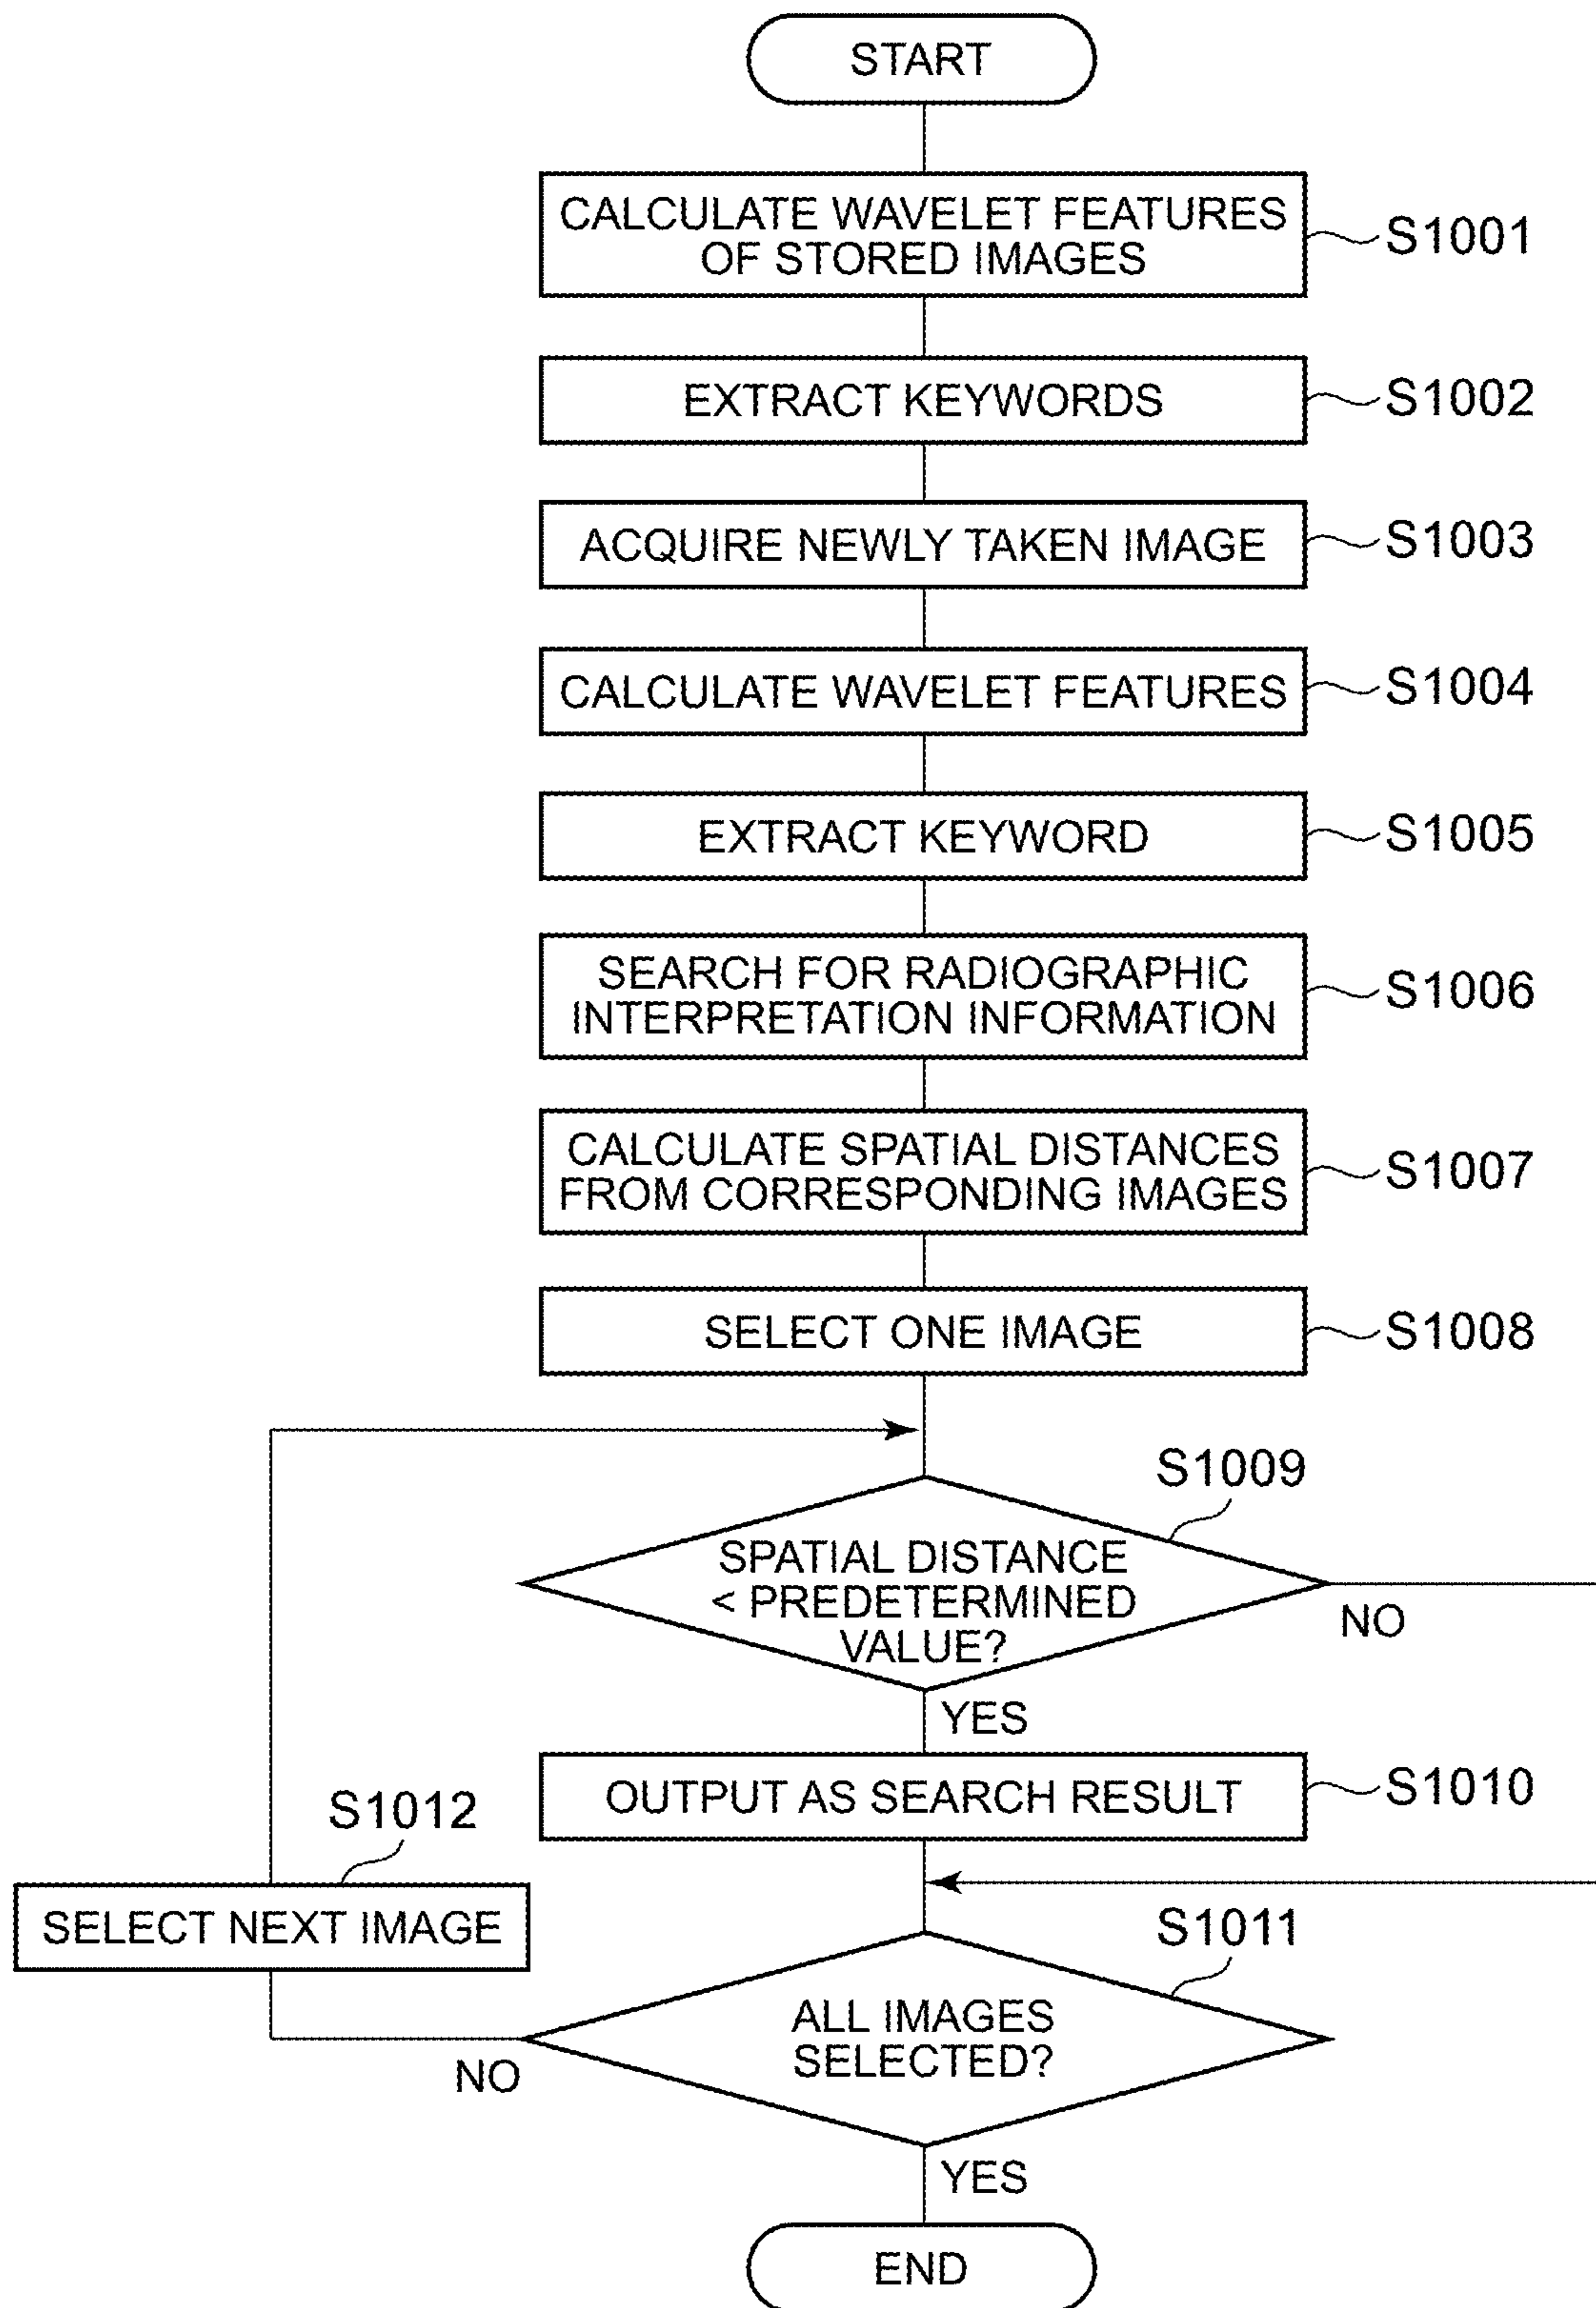 START
CALCULATE WAVELET FEATURES
OF STORED IMAGES
S1001
EXTRACT KEYWORDS
S1002
ACQUIRE NEWLY TAKEN IMAGE
S1003
CALCULATE WAVELET FEATURES
S1004
EXTRACT KEYWORD
S1005
SEARCH FOR RADIOGRAPHIC
INTERPRETATION INFORMATION
S1006
CALCULATE SPATIAL DISTANCES
FROM CORRESPONDING IMAGES
S1007
SELECT ONE IMAGE
S1008
S1009
SPATIAL DISTANCE
< PREDETERMINED
VALUE?
NO
YES
OUTPUT AS SEARCH RESULT
S1010
S1012
SELECT NEXT IMAGE
S1011
ALL IMAGES
SELECTED?
NO
YES
END